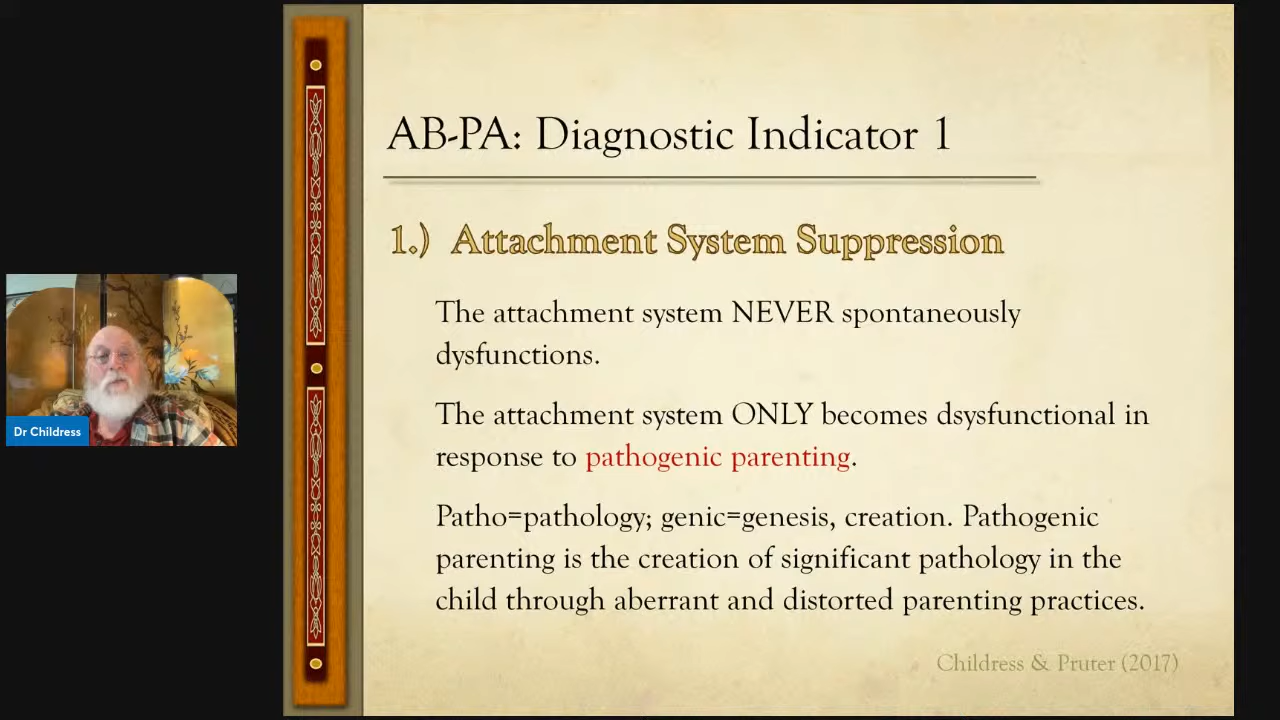 AB-PA: Diagnostic Indicator 1
1.) Attachment System Suppression
The attachment system NEVER spontaneously
dysfunctions.
The attachment system ONLY becomes dsysfunctional in
response to pathogenic parenting.
Patho=pathology; genic=genesis, creation. Pathogenic
parenting is the creation of significant pathology in the
child through aberrant and distorted parenting practices.
Childress & Pruter (2017)
Dr Childress